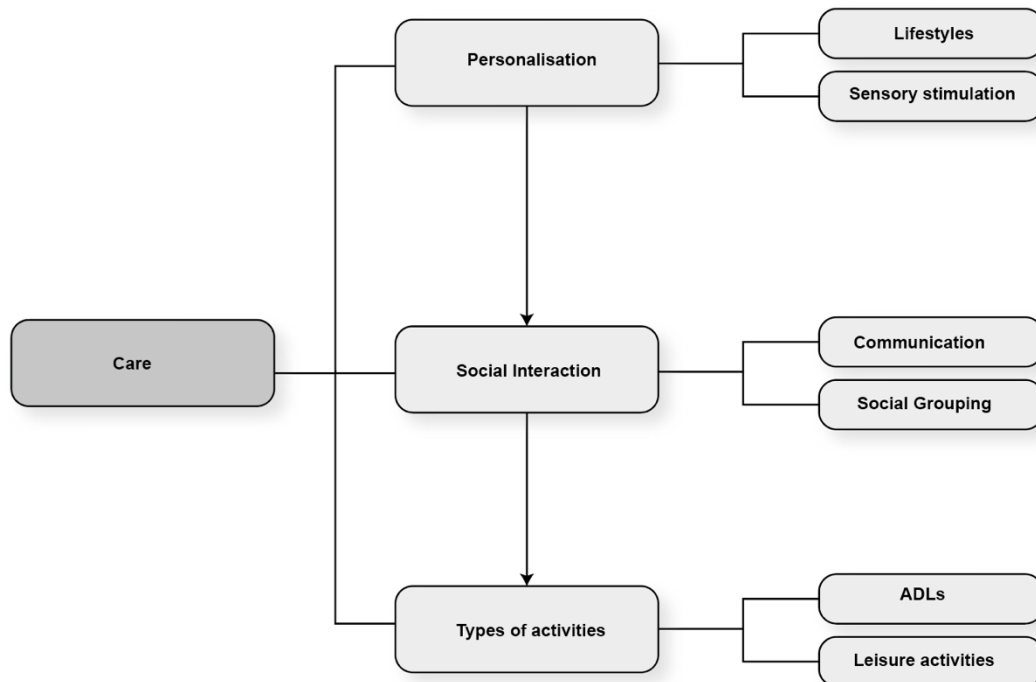 Personalisation
Lifestyles
Sensory stimulation
Care
Social Interaction
Communication
Social Grouping
Types of activities
ADLs
Leisure activities